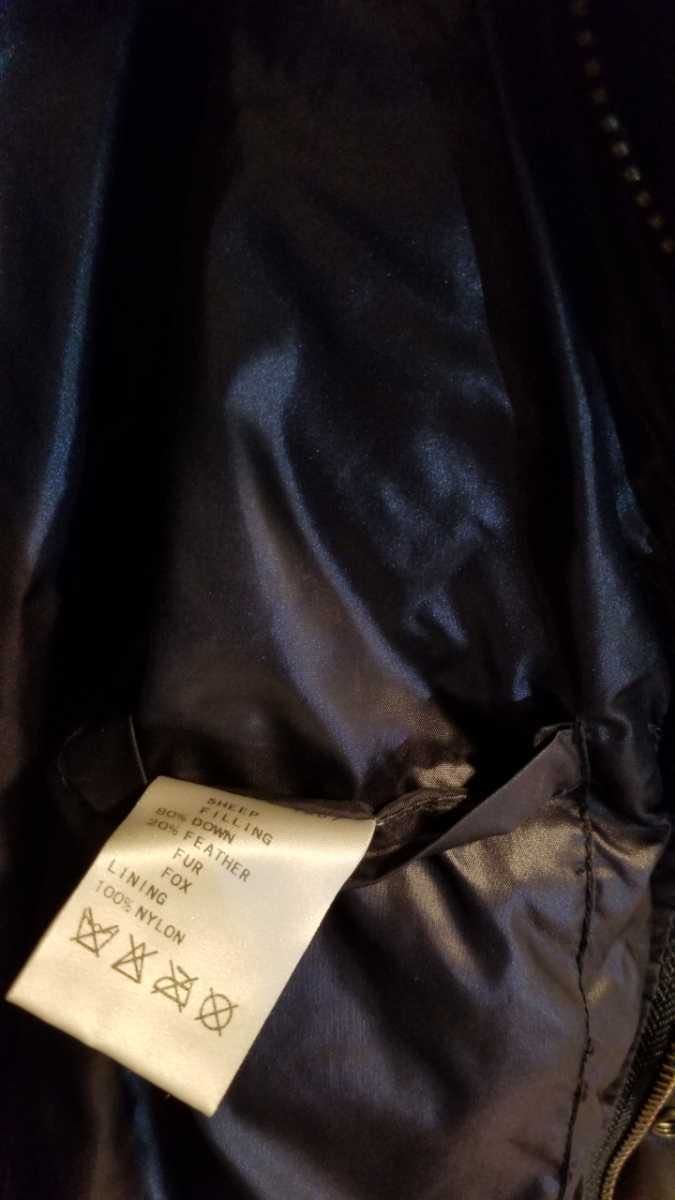 SHEEP
FILLING
80% DOWN
20% FEATHER
FUR
FOX
LINING
100% NYLON